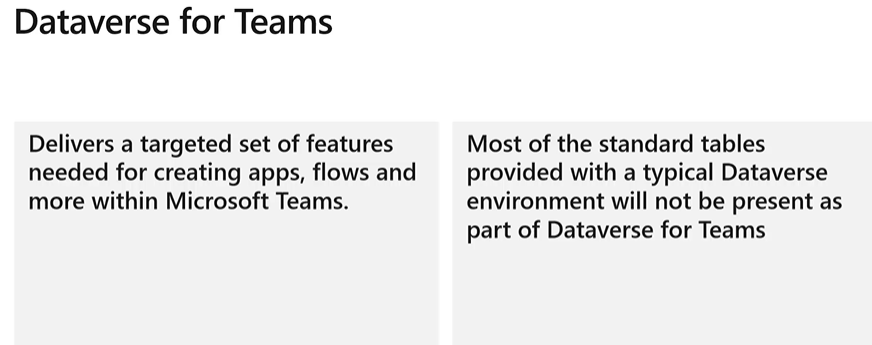 Dataverse for Teams
Delivers a targeted set of features
needed for creating apps, flows and
more within Microsoft Teams.
Most of the standard tables
provided with a typical Dataverse
environment will not be present as
part of Dataverse for Teams